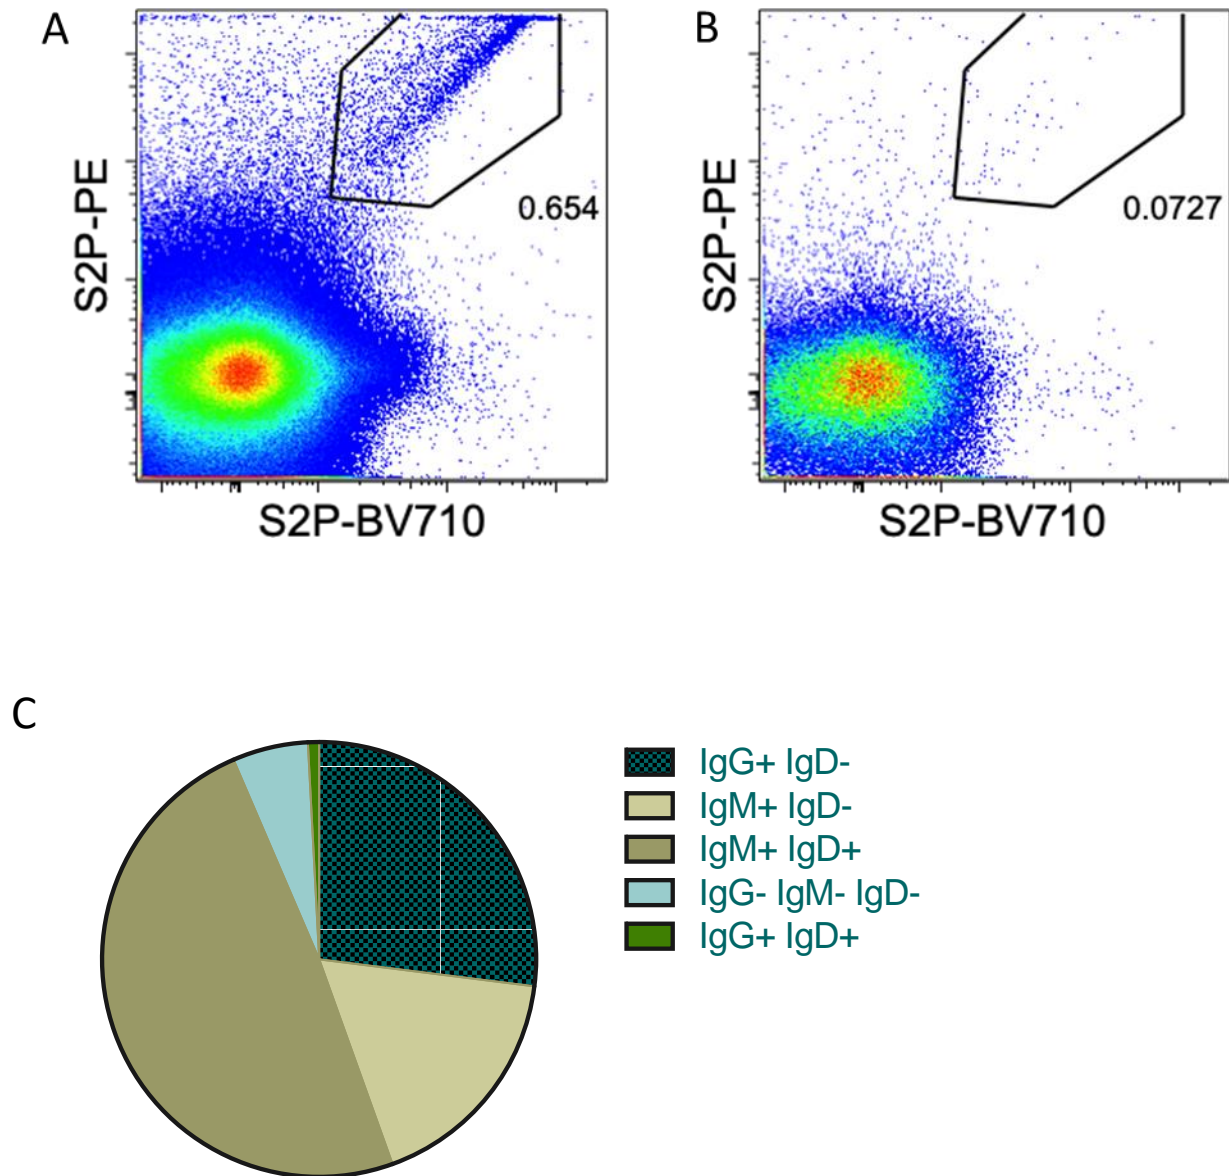 A
S2P-PE
0.654
S2P-BV710
B
S2P-PE
0.0727
S2P-BV710
C
IgG+ IgD-
IgM+ IgD-
IgM+ IgD+
IgG- IgM- IgD-
IgG+ IgD+